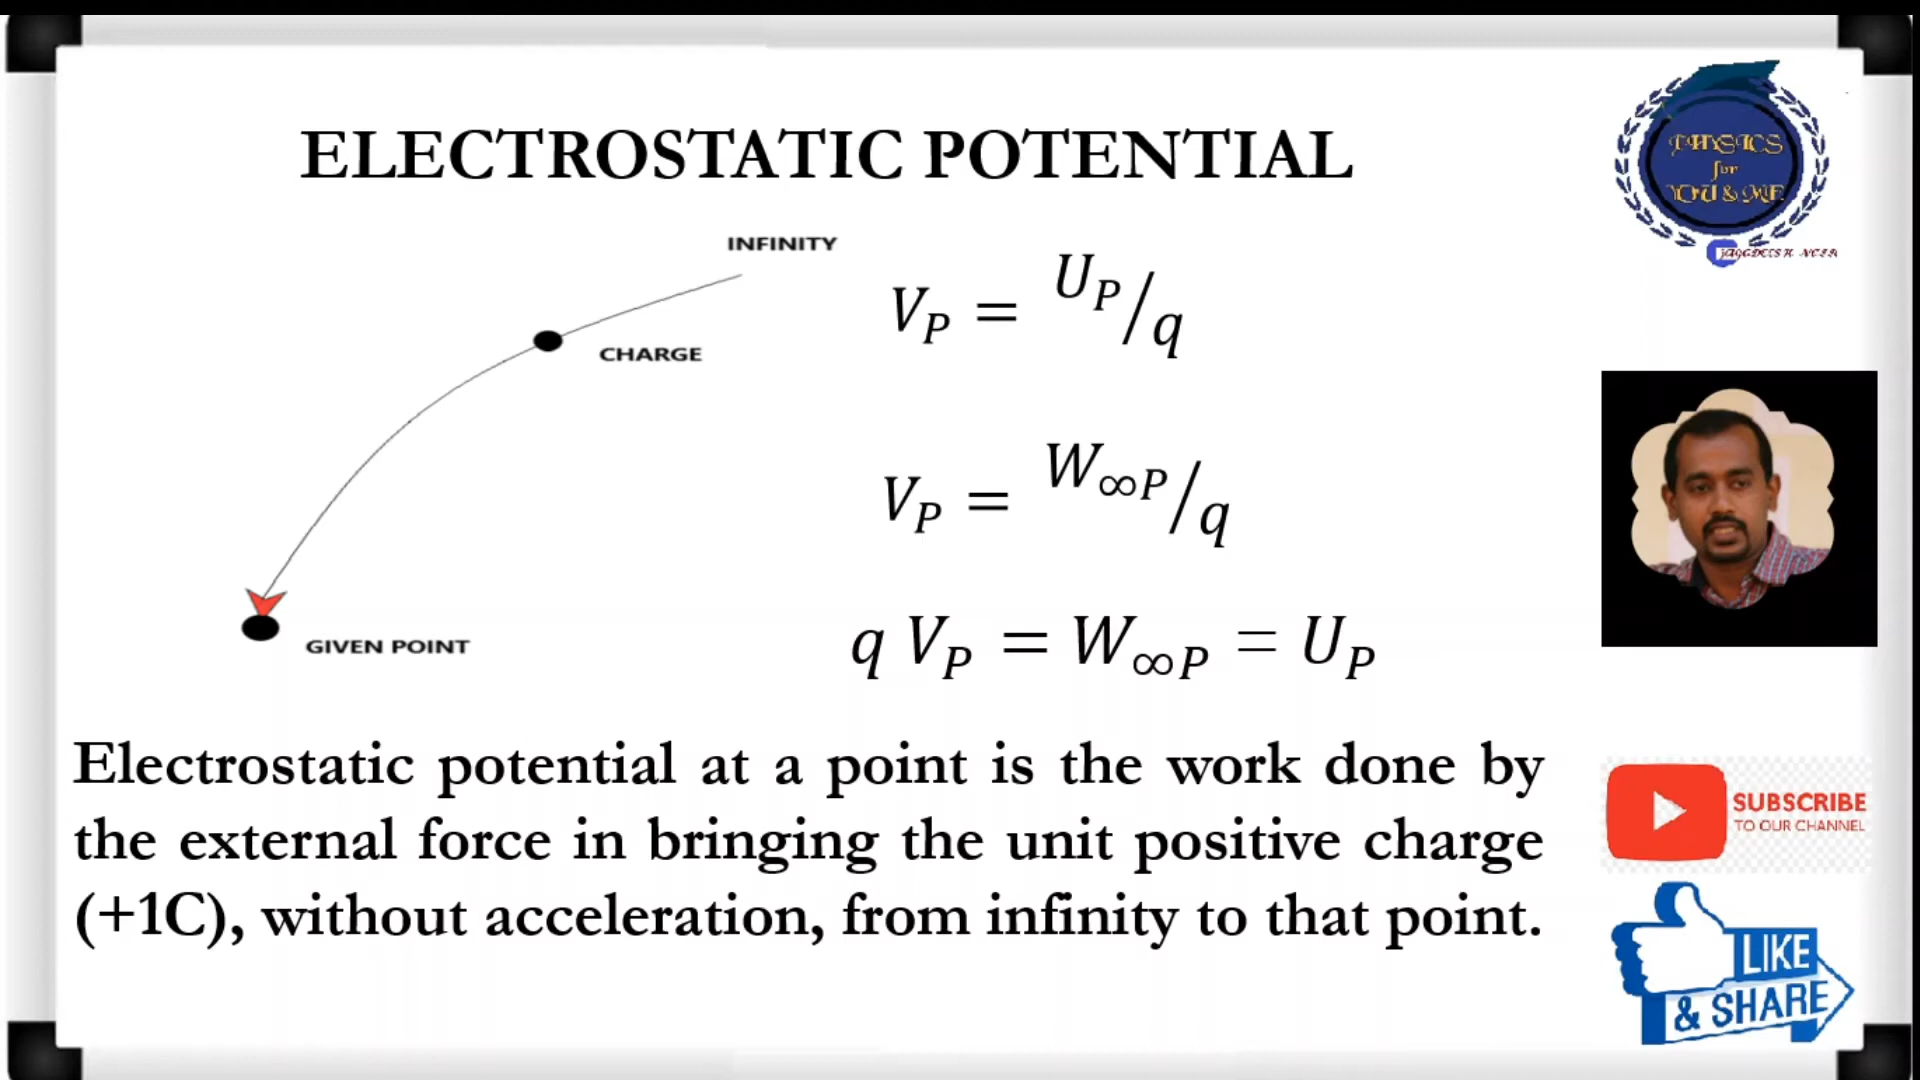 ELECTROSTATIC POTENTIAL
INFINITY
CHARGE
GIVEN POINT
V_P = U_P/q
V_P = W_∞P/q
q V_P = W_∞P = U_P
Electrostatic potential at a point is the work done by
the external force in bringing the unit positive charge
(+1C), without acceleration, from infinity to that point.
PHYSICS
for
YOU & ME
SUBSCRIBE
TO OUR CHANNEL
LIKE
& SHARE